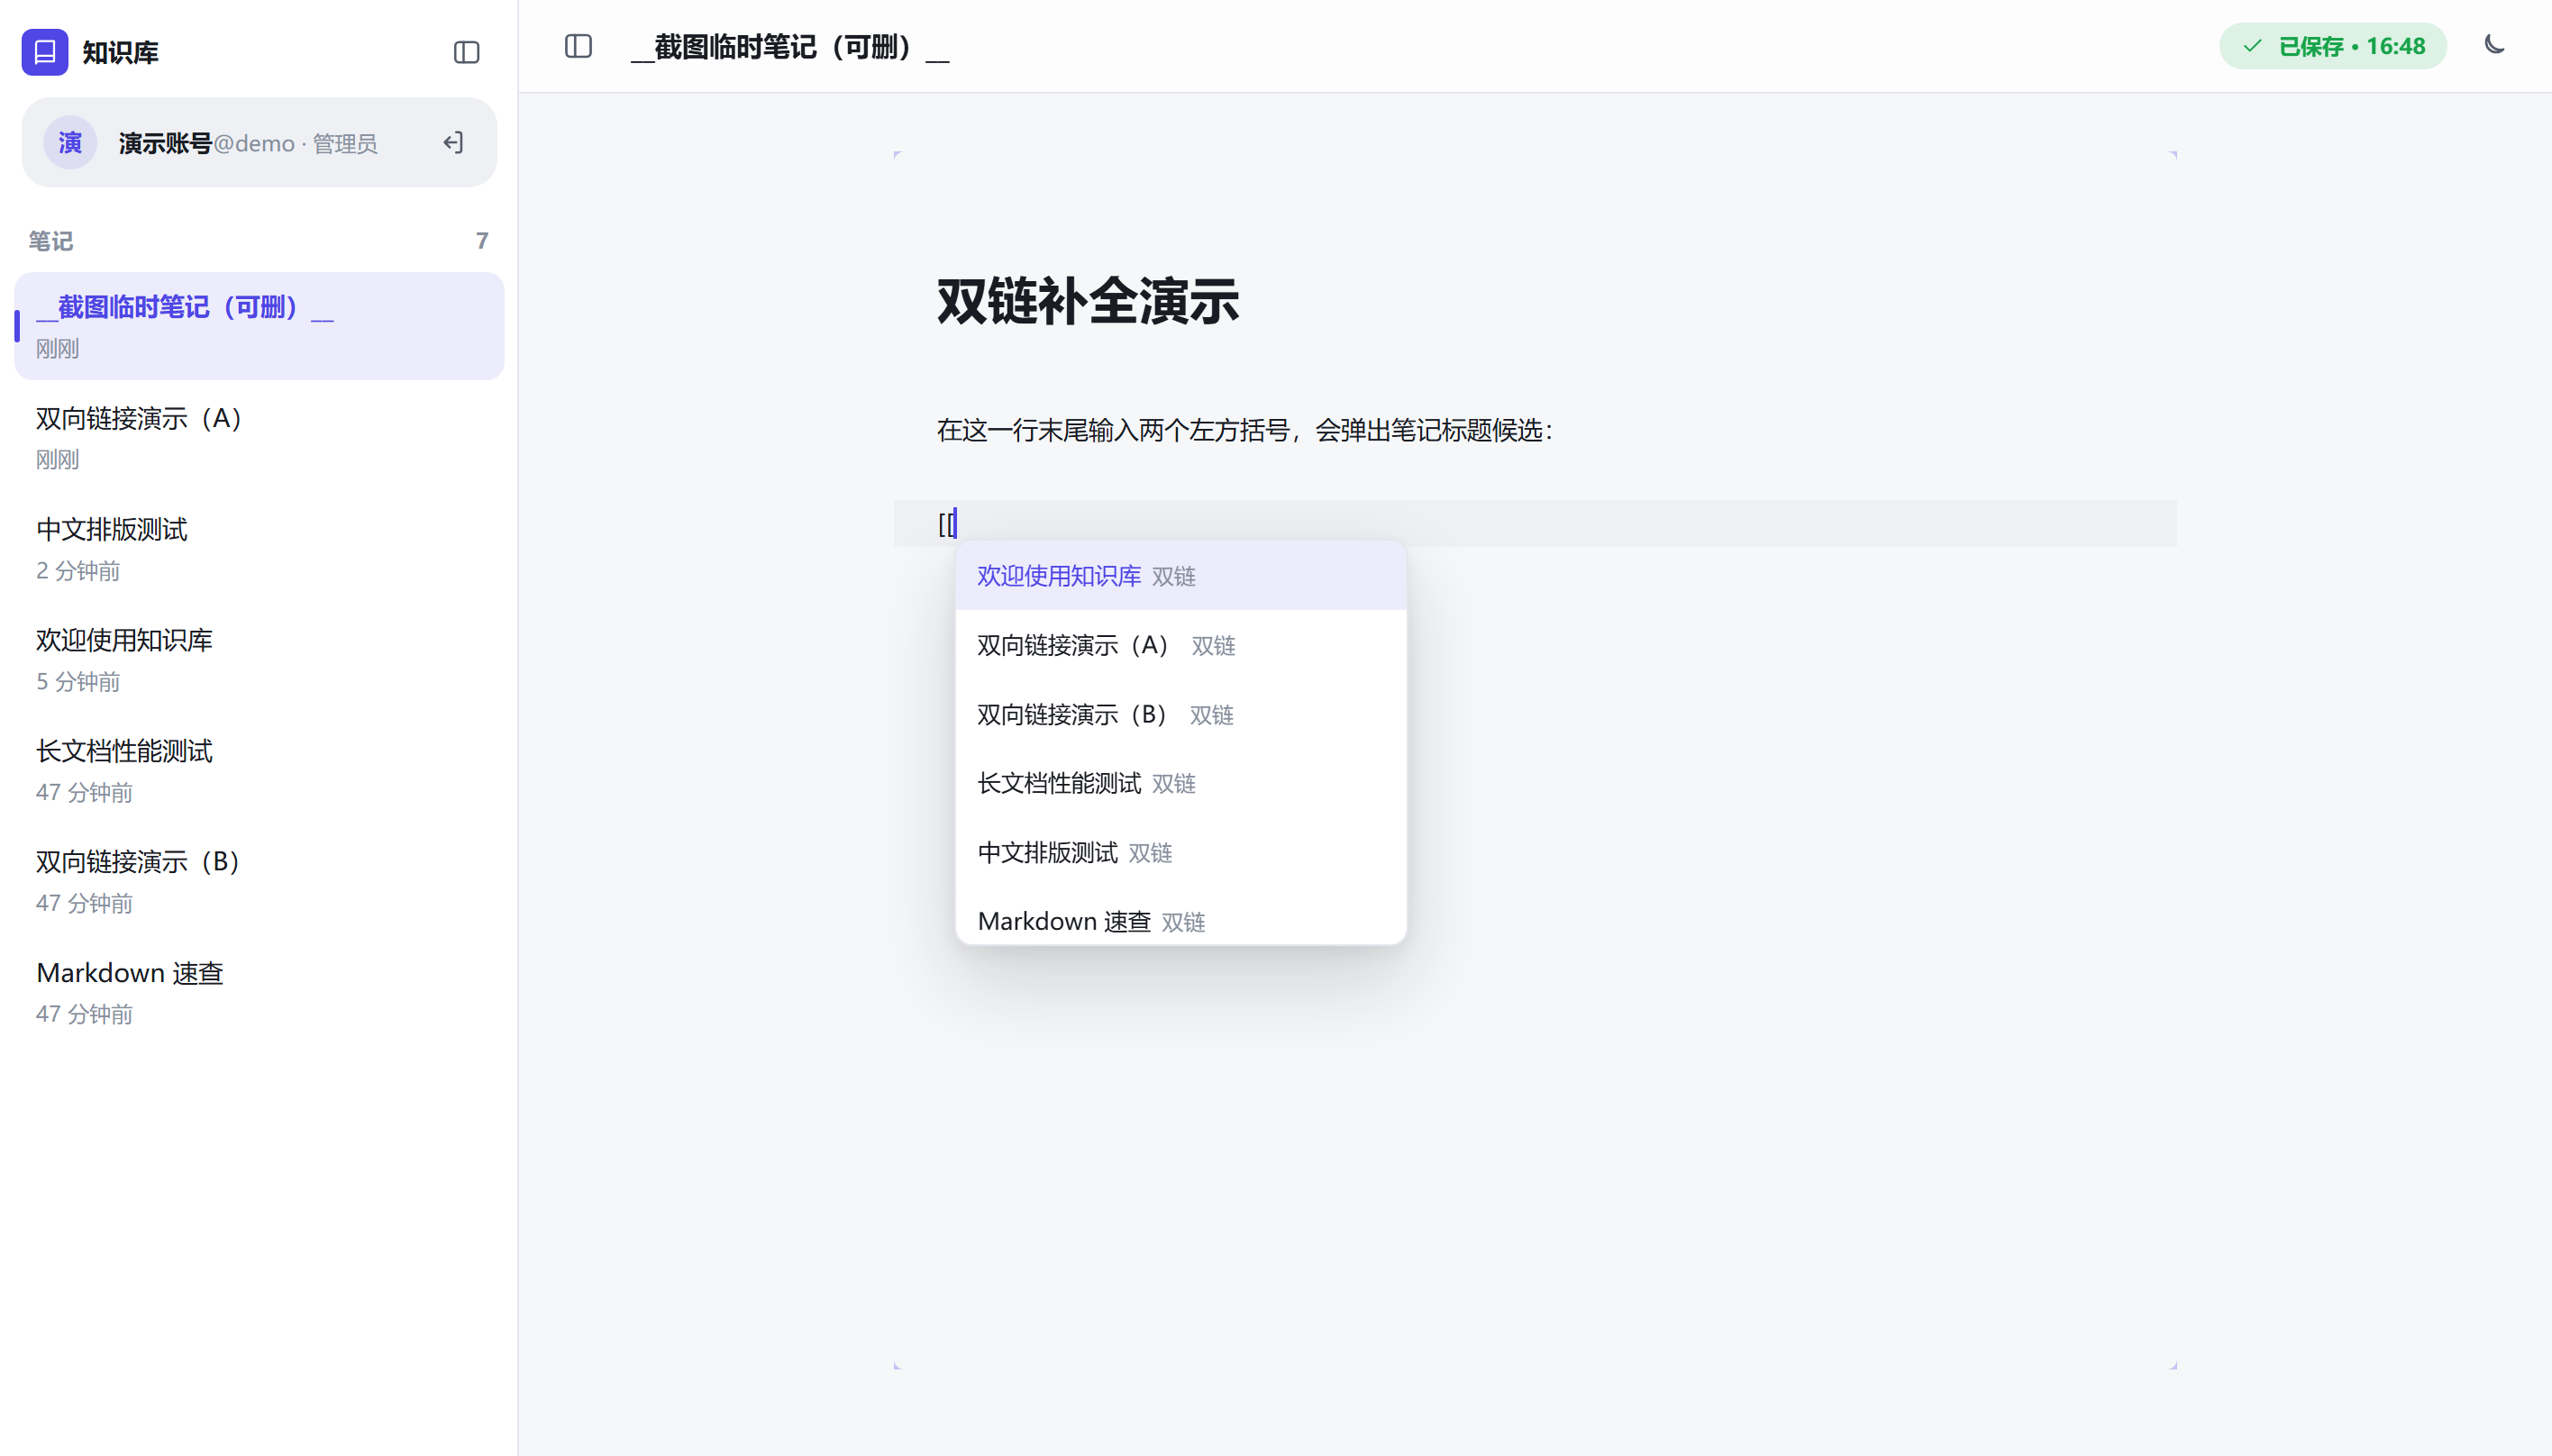 知识库
演 演示账号@demo · 管理员
笔记 7
__截图临时笔记（可删）__
刚刚
双向链接演示（A）
刚刚
中文排版测试
2 分钟前
欢迎使用知识库
5 分钟前
长文档性能测试
47 分钟前
双向链接演示（B）
47 分钟前
Markdown 速查
47 分钟前
__截图临时笔记（可删）__
已保存 • 16:48
双链补全演示
在这一行末尾输入两个左方括号，会弹出笔记标题候选：
[[
欢迎使用知识库 双链
双向链接演示（A） 双链
双向链接演示（B） 双链
长文档性能测试 双链
中文排版测试 双链
Markdown 速查 双链